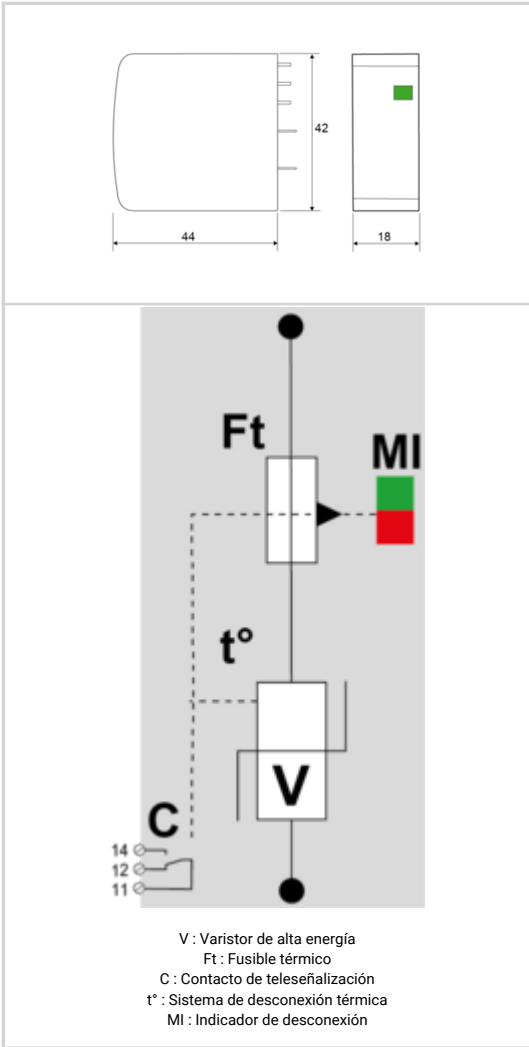 42
44
18
Ft
MI
t°
V
C
14
12
11
V : Varistor de alta energía
Ft : Fusible térmico
C : Contacto de teleseñalización
t° : Sistema de desconexión térmica
MI : Indicador de desconexión